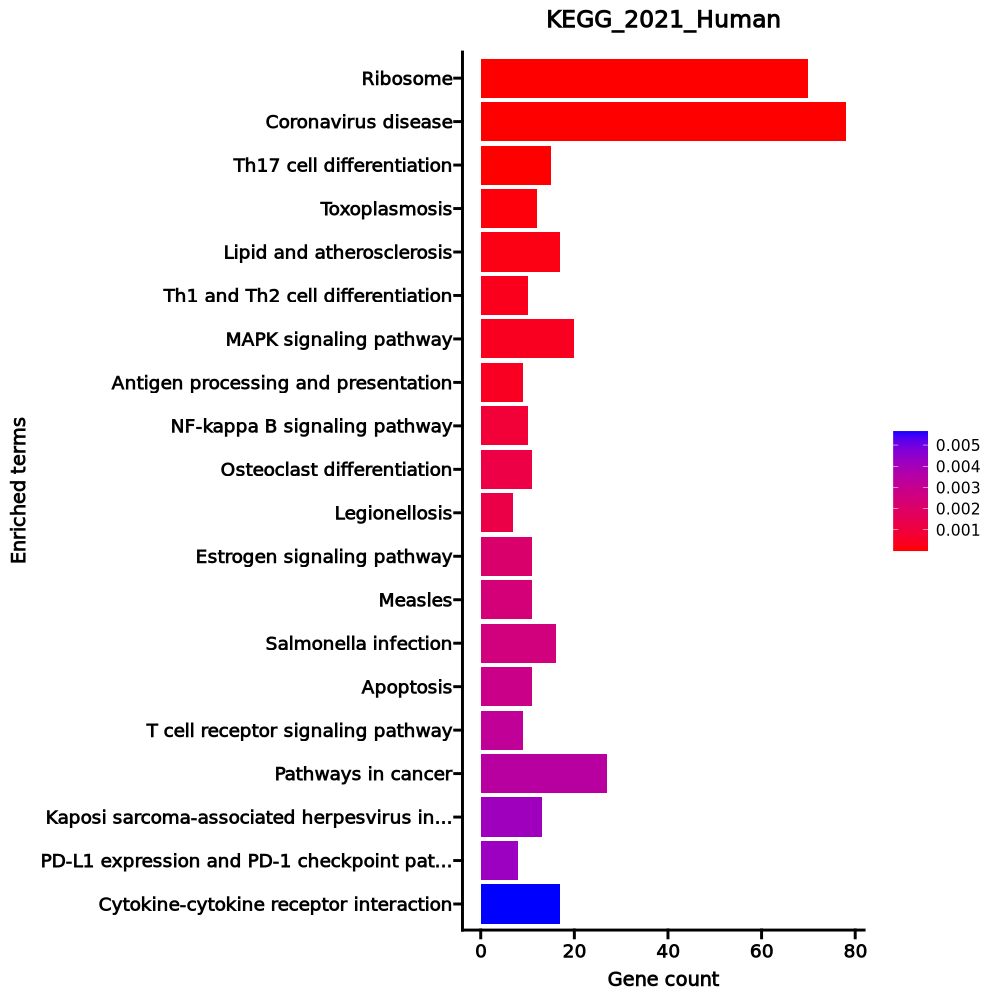 KEGG_2021_Human
Ribosome
Coronavirus disease
Th17 cell differentiation
Toxoplasmosis
Lipid and atherosclerosis
Th1 and Th2 cell differentiation
MAPK signaling pathway
Antigen processing and presentation
NF-kappa B signaling pathway
Osteoclast differentiation
Legionellosis
Estrogen signaling pathway
Measles
Salmonella infection
Apoptosis
T cell receptor signaling pathway
Pathways in cancer
Kaposi sarcoma-associated herpesvirus in...
PD-L1 expression and PD-1 checkpoint pat...
Cytokine-cytokine receptor interaction
Enriched terms
0 20 40 60 80
Gene count
0.005
0.004
0.003
0.002
0.001